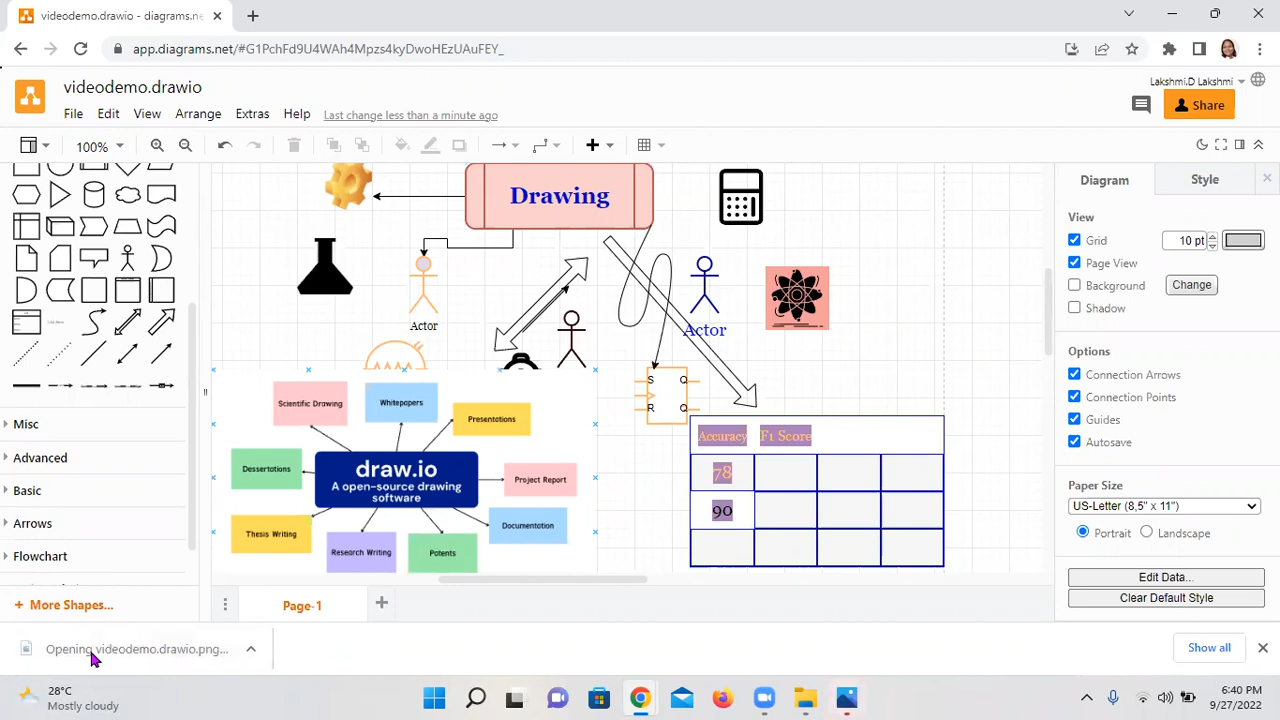 videodemo.drawio - diagrams.ne
app.diagrams.net/#G1PchFd9U4WAh4Mpzs4kyDwoHEzUAuFEY_
videodemo.drawio
Lakshmi.D Lakshmi
File Edit View Arrange Extras Help Last change less than a minute ago
Share
100%
Drawing
Actor
Actor
S Q
R Q
Scientific Drawing
Whitepapers
Presentations
Dessertations
draw.io
A open-source drawing
software
Project Report
Thesis Writing
Documentation
Research Writing
Patents
Accuracy F1 Score
78
90
Misc
Advanced
Basic
Arrows
Flowchart
+ More Shapes...
Page-1
Diagram Style
View
Grid 10 pt
Page View
Background Change
Shadow
Options
Connection Arrows
Connection Points
Guides
Autosave
Paper Size
US-Letter (8,5" x 11")
Portrait Landscape
Edit Data...
Clear Default Style
Opening videodemo.drawio.png...
Show all
28°C
Mostly cloudy
6:40 PM
9/27/2022